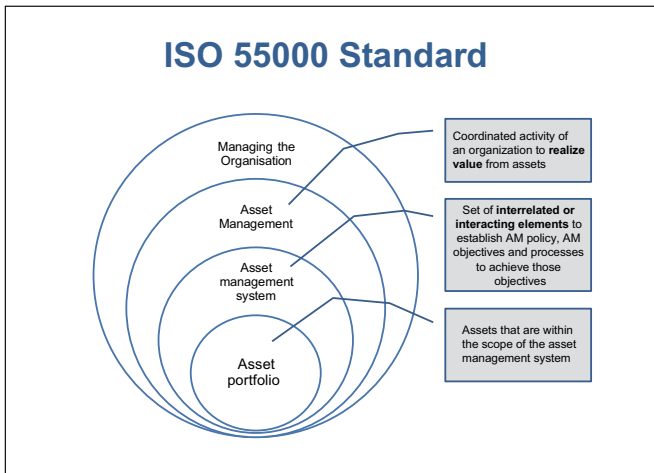 ISO 55000 Standard
Managing the
Organisation
Asset
Management
Asset
management
system
Asset
portfolio
Coordinated activity of
an organization to realize
value from assets
Set of interrelated or
interacting elements to
establish AM policy, AM
objectives and processes
to achieve those
objectives
Assets that are within
the scope of the asset
management system